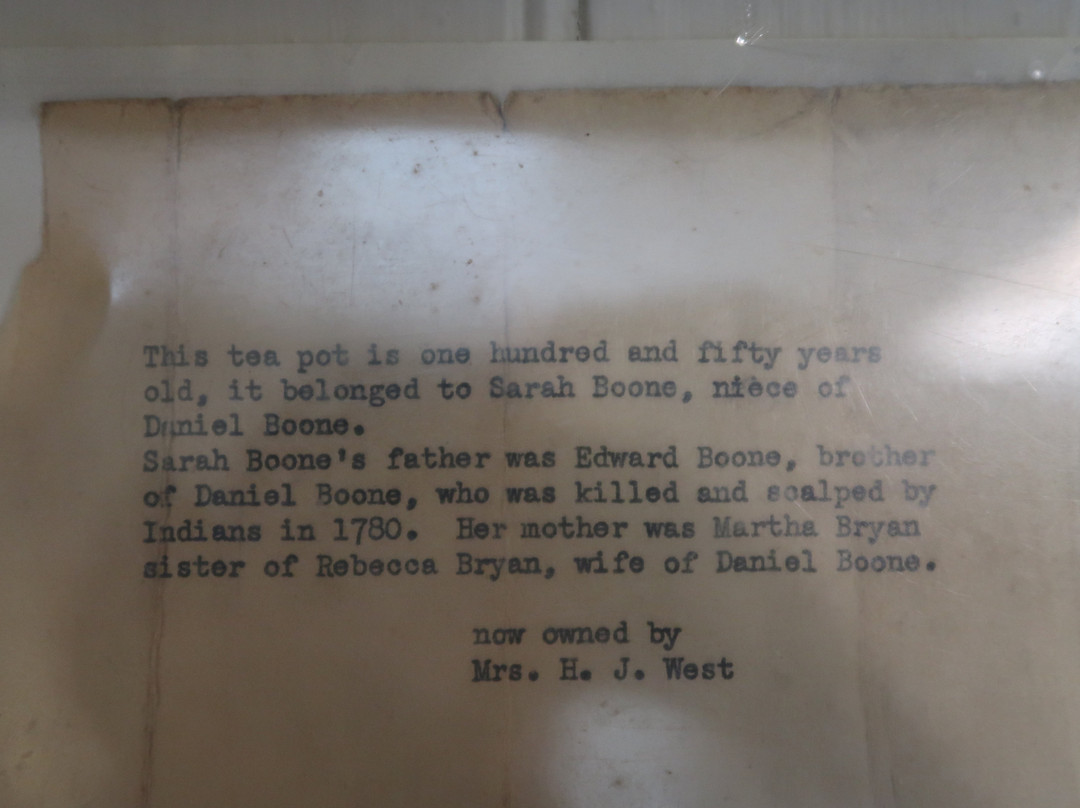 This tea pot is one hundred and fifty years
old, it belonged to Sarah Boone, niece of
Daniel Boone.
Sarah Boone's father was Edward Boone, brother
of Daniel Boone, who was killed and scalped by
Indians in 1780. Her mother was Martha Bryan
sister of Rebecca Bryan, wife of Daniel Boone.
now owned by
Mrs. H. J. West